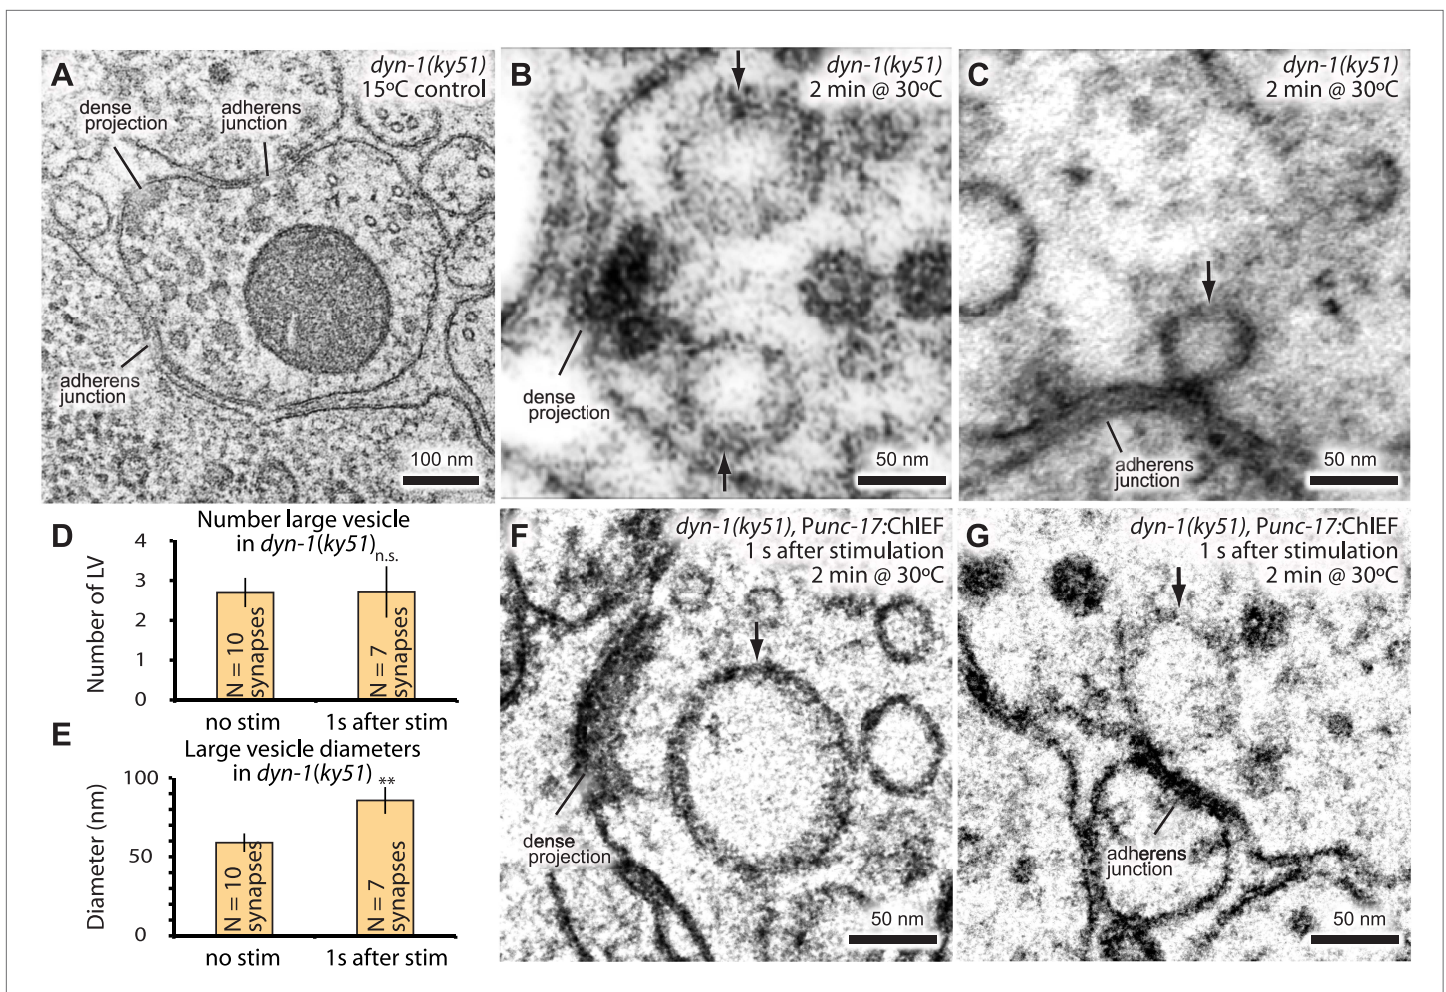 A
dyn-1(ky51)
15ºC control
dense
projection
adherens
junction
adherens
junction
100 nm
B
dyn-1(ky51)
2 min @ 30ºC
dense
projection
50 nm
C
dyn-1(ky51)
2 min @ 30ºC
adherens
junction
50 nm
D
Number large vesicle
in dyn-1(ky51)
n.s.
Number of LV
4
3
2
1
0
N = 10
synapses
N = 7
synapses
no stim
1s after stim
E
Large vesicle diameters
in dyn-1(ky51)
**
Diameter (nm)
100
50
0
N = 10
synapses
N = 7
synapses
no stim
1s after stim
F
dyn-1(ky51), Punc-17:ChIEF
1 s after stimulation
2 min @ 30ºC
dense
projection
50 nm
G
dyn-1(ky51), Punc-17:ChIEF
1 s after stimulation
2 min @ 30ºC
adherens
junction
50 nm